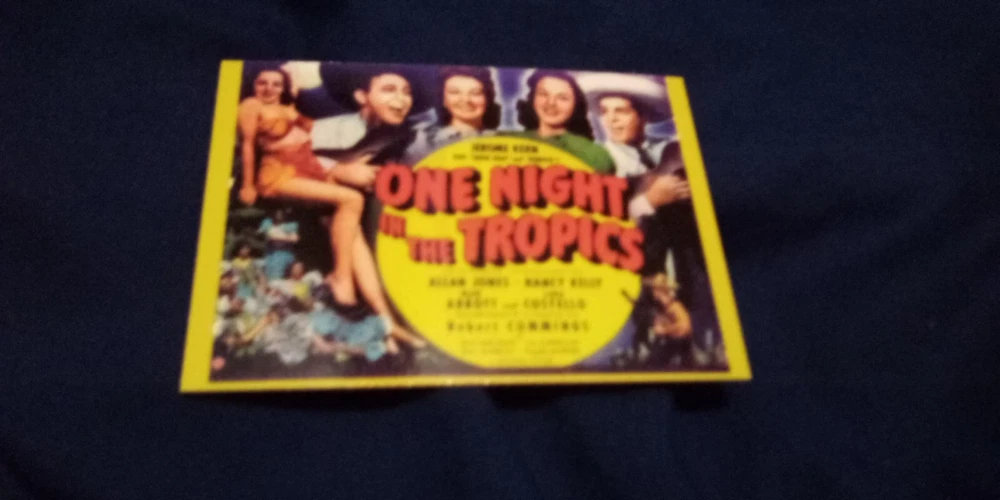 JEROME KERN
ONE NIGHT
IN THE TROPICS
ALLAN JONES NANCY KELLY
ABBOTT and COSTELLO
Robert CUMMINGS